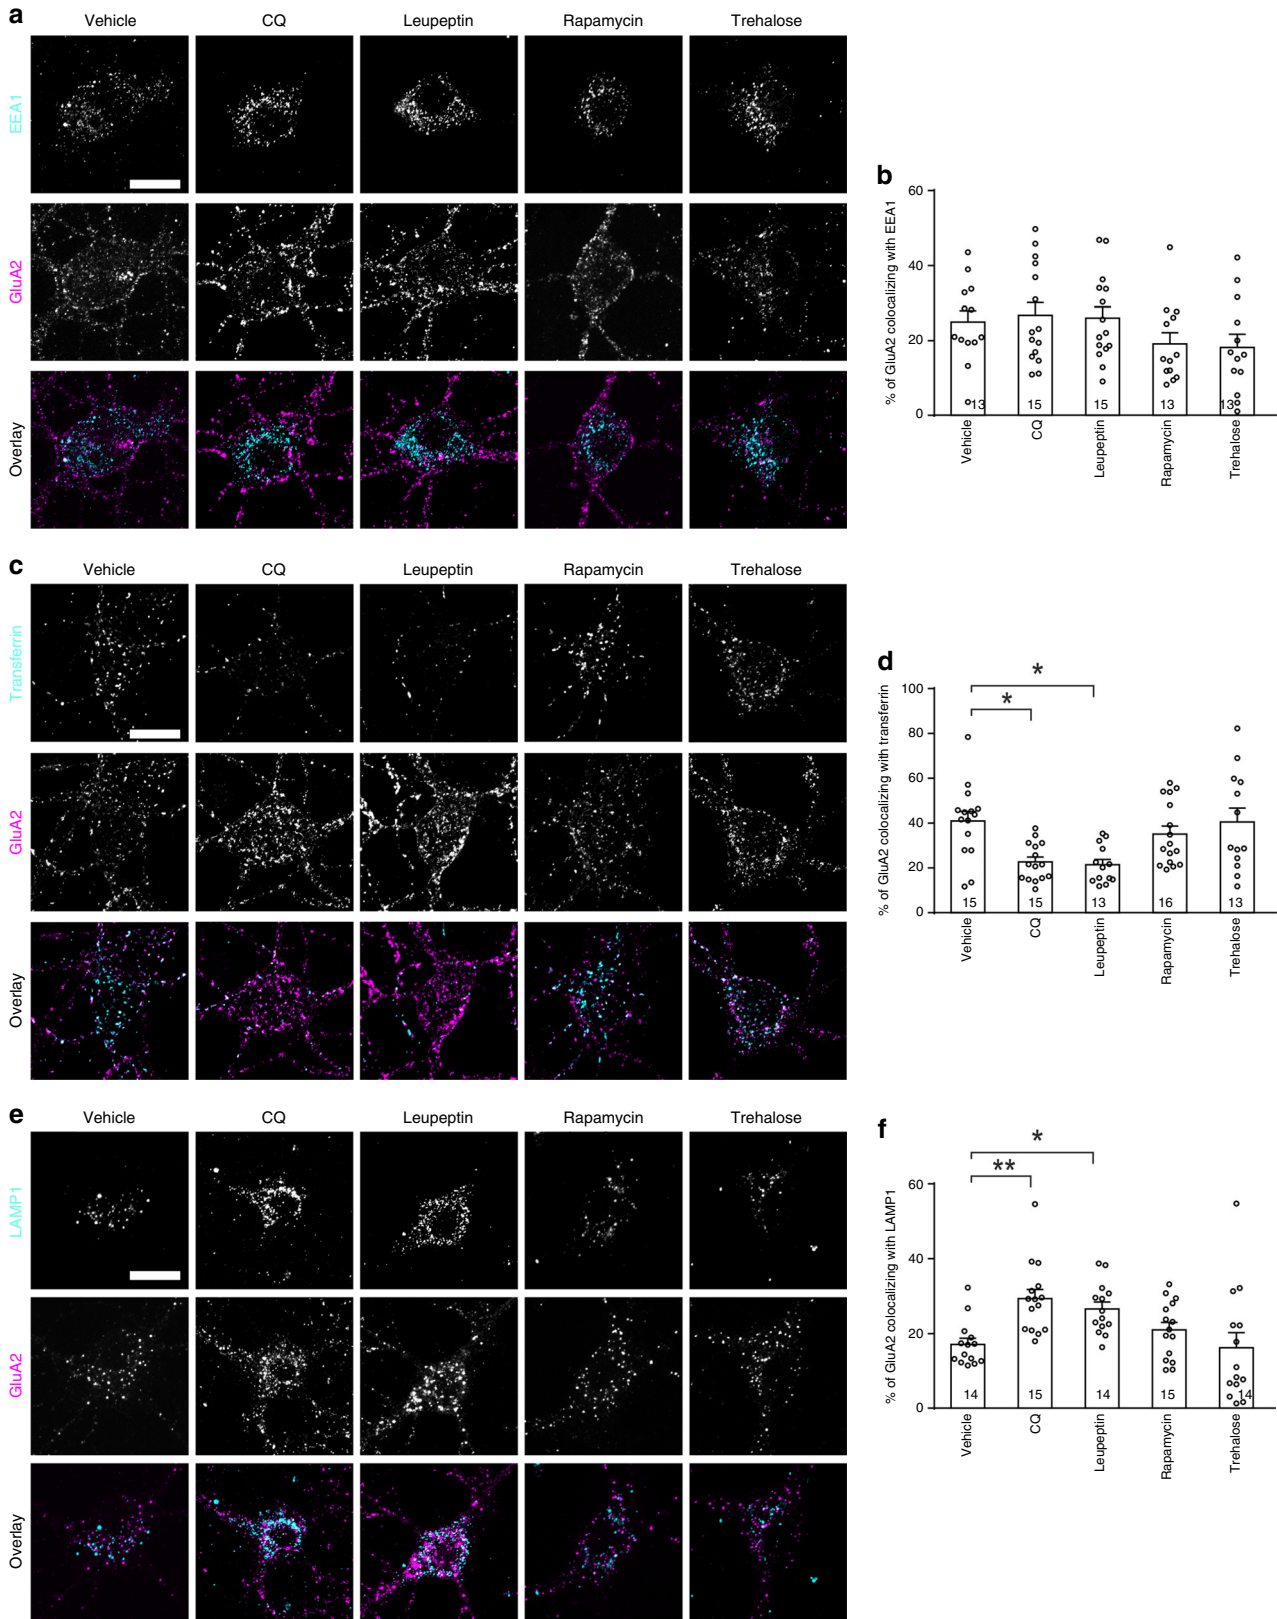 a
Vehicle CQ Leupeptin Rapamycin Trehalose
EEA1
GluA2
Overlay
b
% of GluA2 colocalizing with EEA1
60
40
20
0
13 15 15 13 13
Vehicle CQ Leupeptin Rapamycin Trehalose
c
Vehicle CQ Leupeptin Rapamycin Trehalose
Transferrin
GluA2
Overlay
d
% of GluA2 colocalizing with transferrin
100
80
60
40
20
0
*
*
15 15 13 16 13
Vehicle CQ Leupeptin Rapamycin Trehalose
e
Vehicle CQ Leupeptin Rapamycin Trehalose
LAMP1
GluA2
Overlay
f
% of GluA2 colocalizing with LAMP1
60
40
20
0
*
**
14 15 14 15 14
Vehicle CQ Leupeptin Rapamycin Trehalose